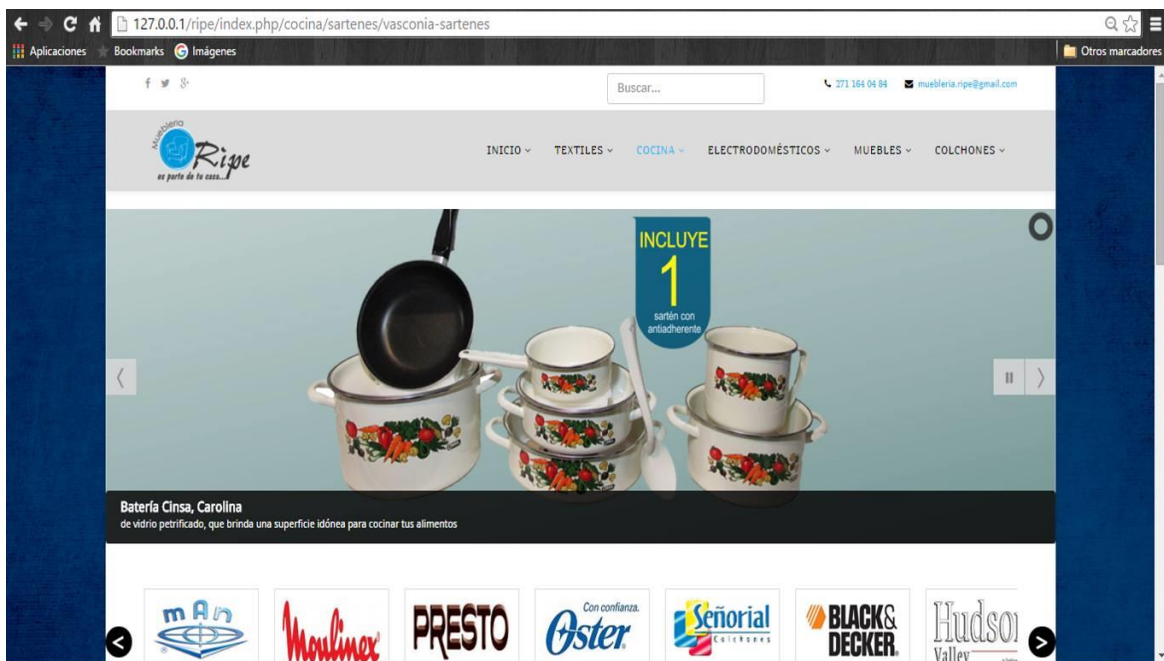 127.0.0.1/ripe/index.php/cocina/sartenes/vasconia-sartenes
Aplicaciones Bookmarks Imágenes Otros marcadores
Buscar... 271 164 04 84 muebleria.ripe@gmail.com
Muebleria
Ripe
es parte de tu casa...
INICIO TEXTILES COCINA ELECTRODOMÉSTICOS MUEBLES COLCHONES
INCLUYE
1
sartén con
antiadherente
Batería Cinsa, Carolina
de vidrio petrificado, que brinda una superficie idónea para cocinar tus alimentos
mAn Moulinex PRESTO Con confianza. Oster Señorial Colchones BLACK& DECKER Hudson Valley